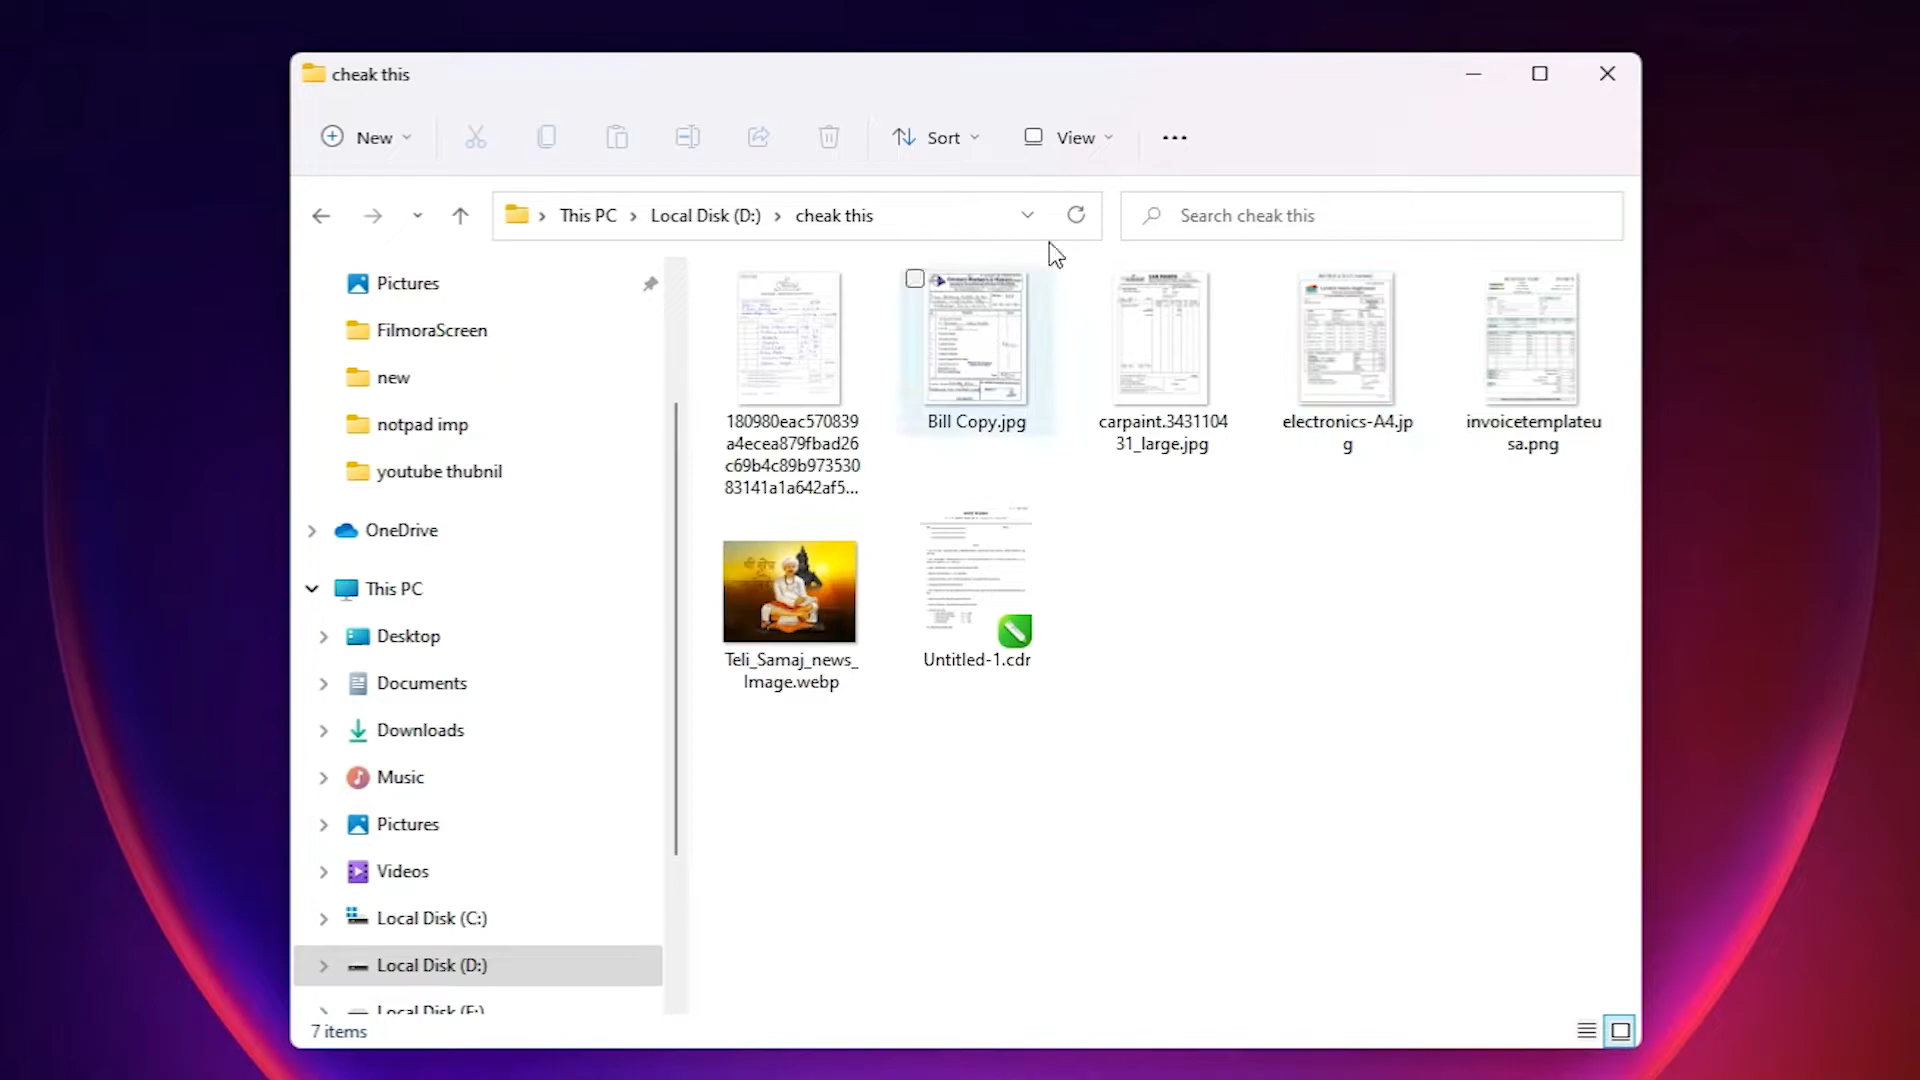 cheak this
New
Sort
View
This PC
Local Disk (D:)
cheak this
Search cheak this
Pictures
FilmoraScreen
new
notpad imp
youtube thubnil
OneDrive
This PC
Desktop
Documents
Downloads
Music
Pictures
Videos
Local Disk (C:)
Local Disk (D:)
180980eac570839
a4ecea879fbad26
c69b4c89b973530
83141a1a642af5...
Bill Copy.jpg
carpaint.3431104
31_large.jpg
electronics-A4.jp
g
invoicetemplateu
sa.png
Teli_Samaj_news_
Image.webp
Untitled-1.cdr
7 items